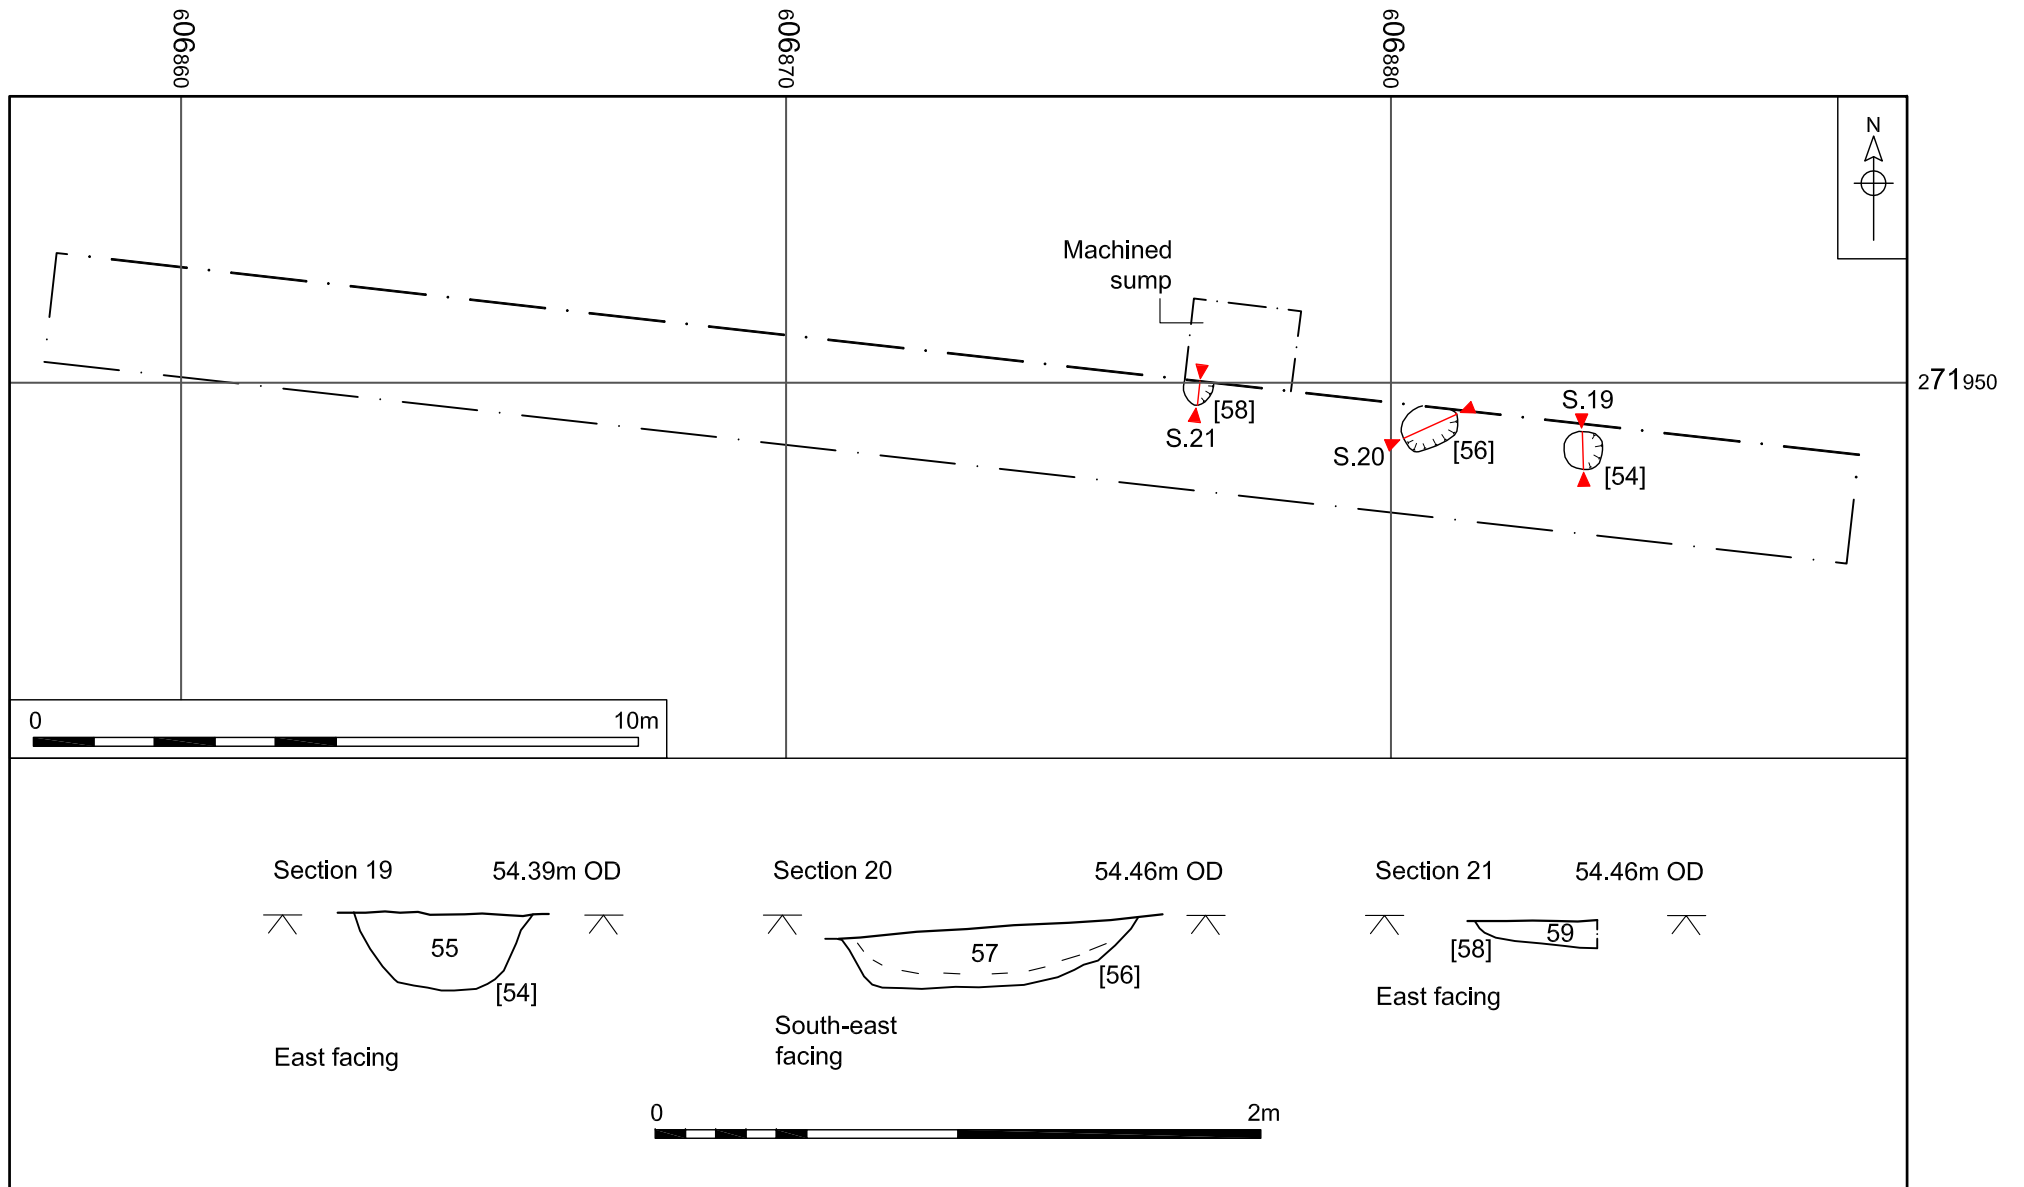 606860
606870
606880
N
Machined
sump
271950
[58]
S.21
S.19
S.20
[56]
[54]
0 10m
Section 19 54.39m OD
Section 20 54.46m OD
Section 21 54.46m OD
55
[54]
57
[56]
[58]
59
East facing
South-east
facing
East facing
0 2m